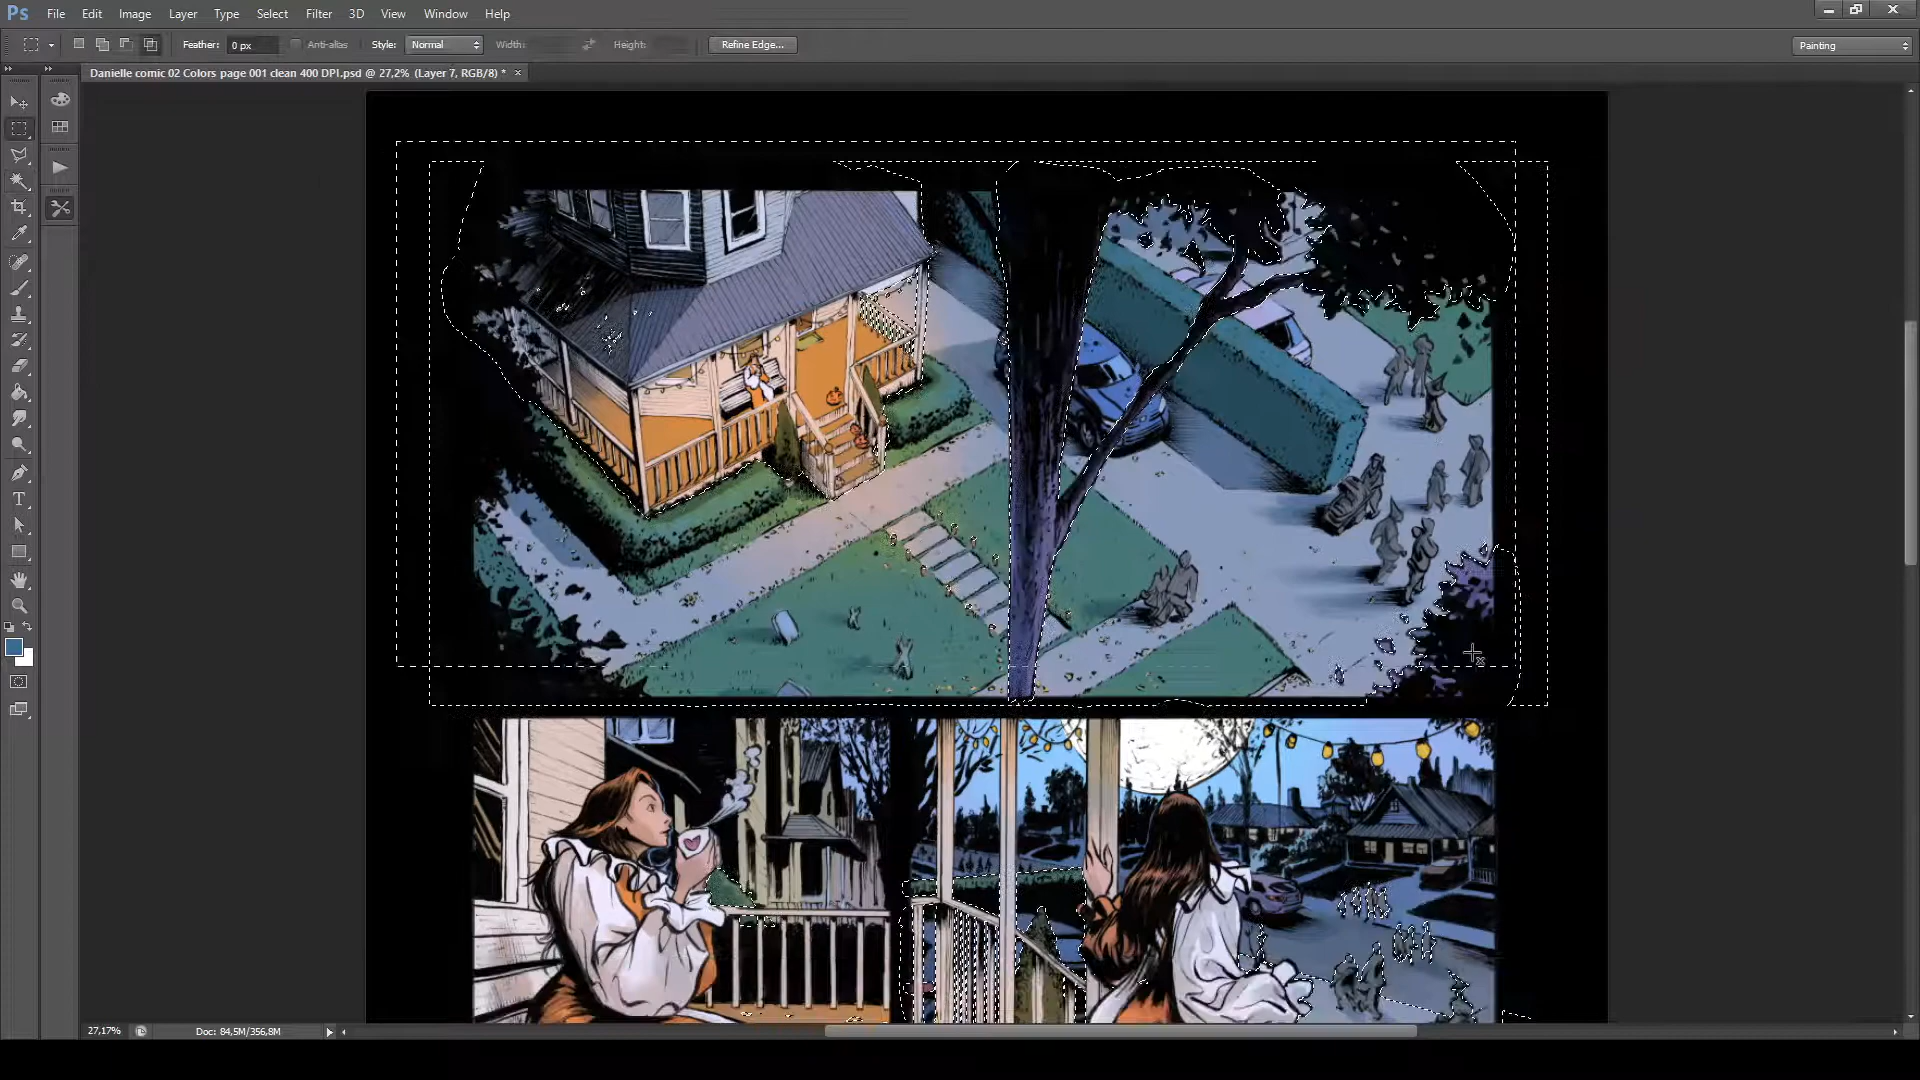 Ps File Edit Image Layer Type Select Filter 3D View Window Help
Feather: 0 px Anti-alias Style: Normal Width: Height: Refine Edge... Painting
Danielle comic 02 Colors page 001 clean 400 DPI.psd @ 27,2% (Layer 7, RGB/8) * ×
T
27,17% Doc: 84,5M/356,8M